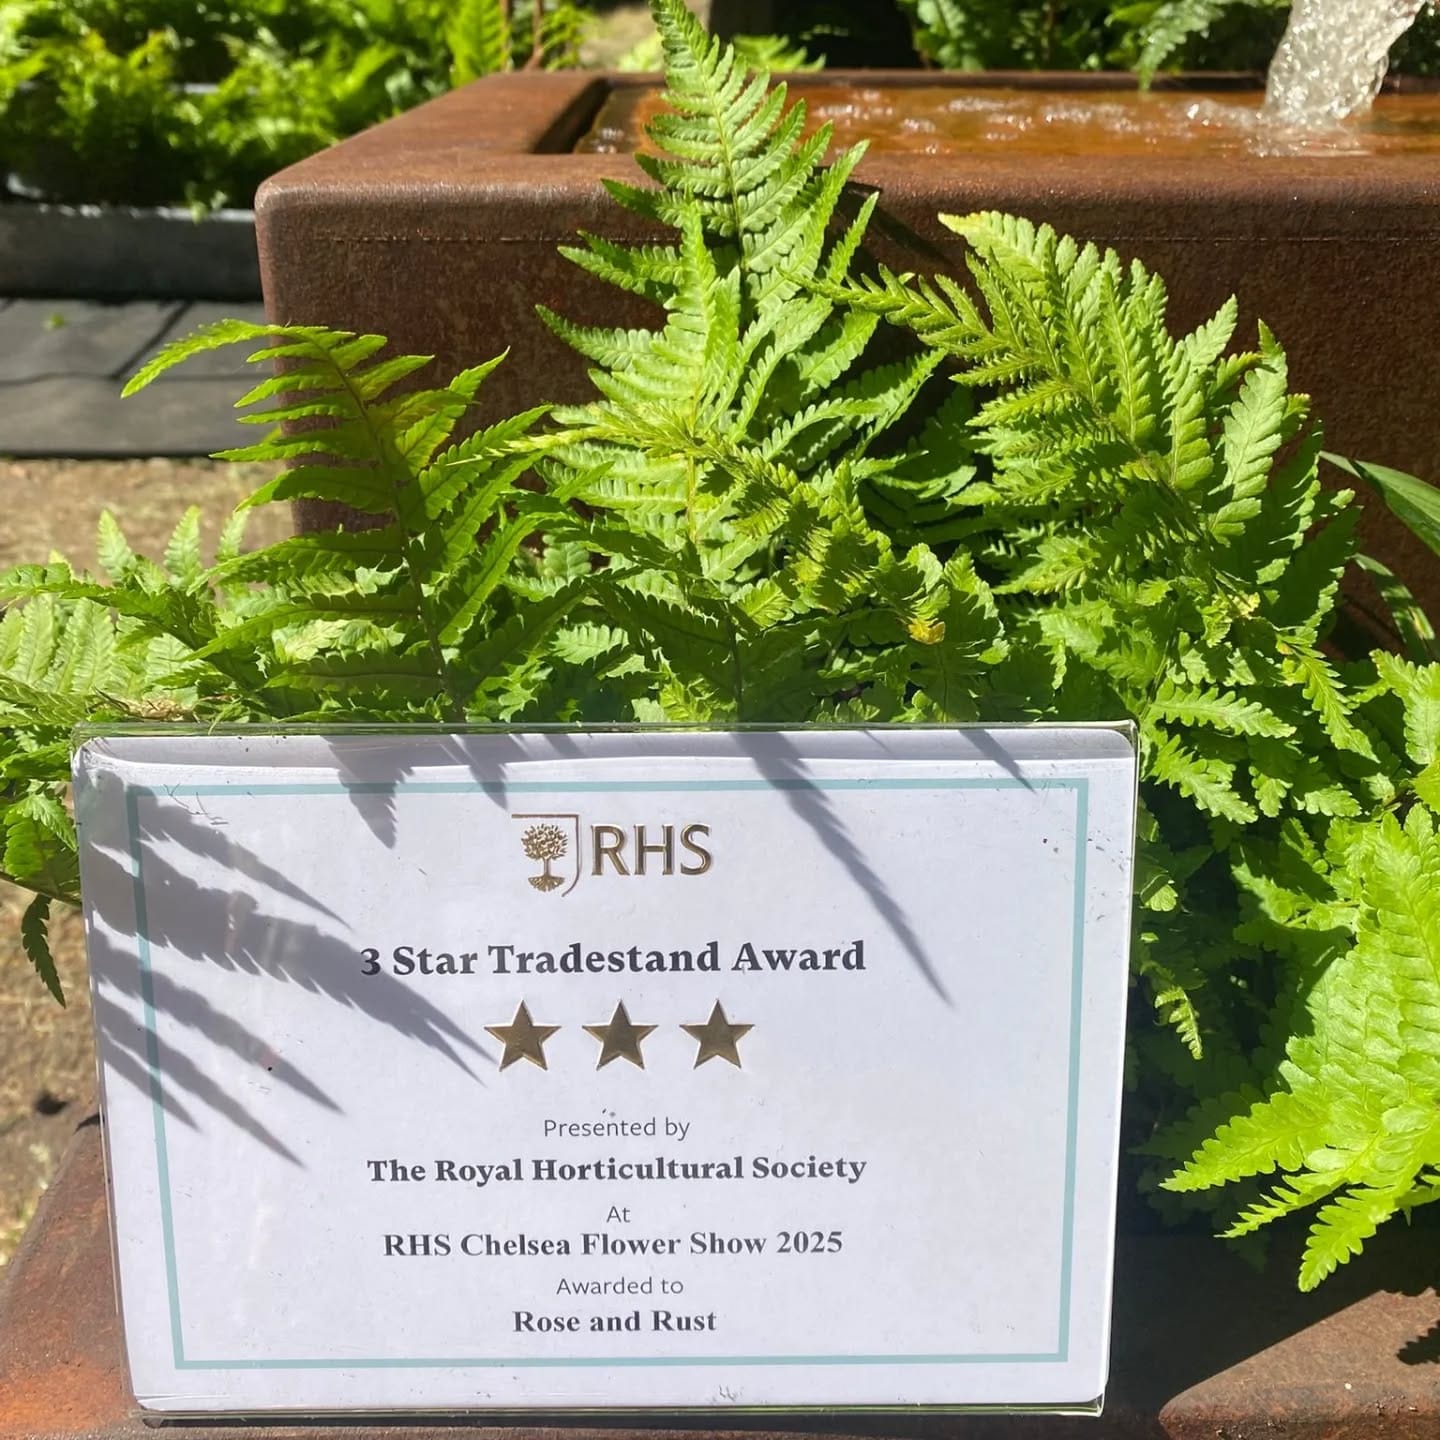 RHS
3 Star Tradestand Award
Presented by
The Royal Horticultural Society
At
RHS Chelsea Flower Show 2025
Awarded to
Rose and Rust